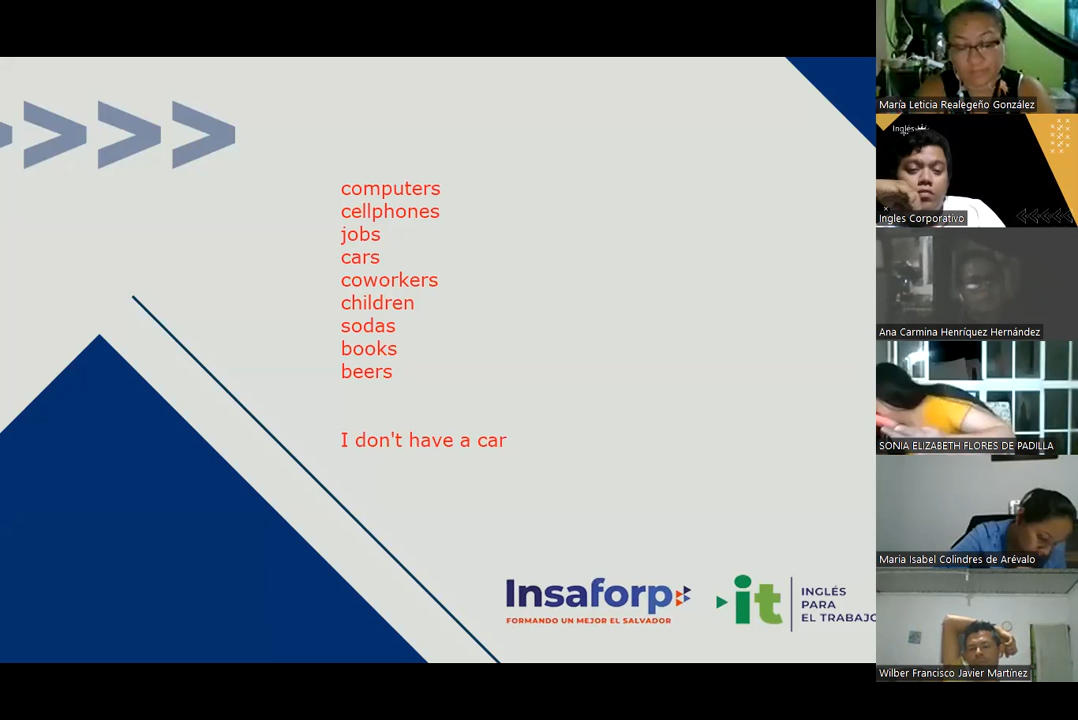 computers
cellphones
jobs
cars
coworkers
children
sodas
books
beers
I don't have a car
Insaforp
FORMANDO UN MEJOR EL SALVADOR
it
INGLÉS
PARA
EL TRABAJO
María Leticia Realegeño González
Inglés
Ingles Corporativo
Ana Carmina Henríquez Hernández
SONIA ELIZABETH FLORES DE PADILLA
Maria Isabel Colindres de Arévalo
Wilber Francisco Javier Martínez